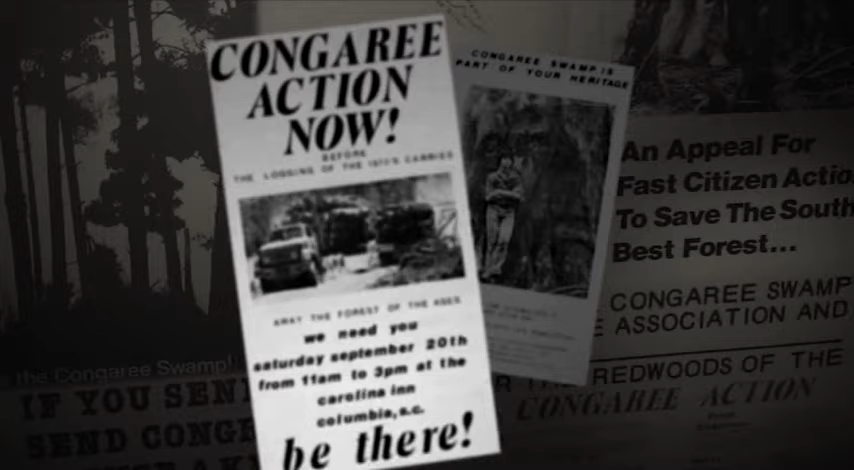 CONGAREE
ACTION
NOW!
BEFORE
THE LOGGING OF THE 1970'S CARRIES
AWAY THE FOREST OF THE AGES
we need you
saturday september 20th
from 11am to 3pm at the
carolina inn
columbia, s.c.
be there!
CONGAREE SWAMP IS
PART OF YOUR HERITAGE
An Appeal For
Fast Citizen Actio
To Save The South
Best Forest...
CONGAREE SWAMP
ASSOCIATION AND
REDWOODS OF THE
CONGAREE ACTION
the Congaree Swamp!
IF YOU SEN
SEND CONG